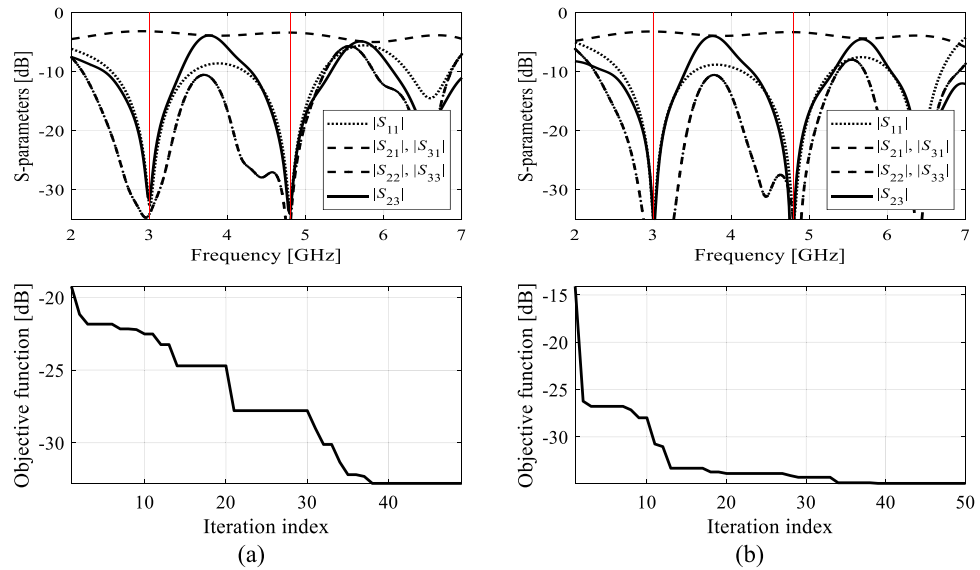 0
-10
-20
-30
S-parameters [dB]
2 3 4 5 6 7
Frequency [GHz]
|S11|
|S21|, |S31|
|S22|, |S33|
|S23|
0
-10
-20
-30
S-parameters [dB]
2 3 4 5 6 7
Frequency [GHz]
|S11|
|S21|, |S31|
|S22|, |S33|
|S23|
-20
-25
-30
Objective function [dB]
10 20 30 40
Iteration index
(a)
-15
-20
-25
-30
Objective function [dB]
10 20 30 40 50
Iteration index
(b)